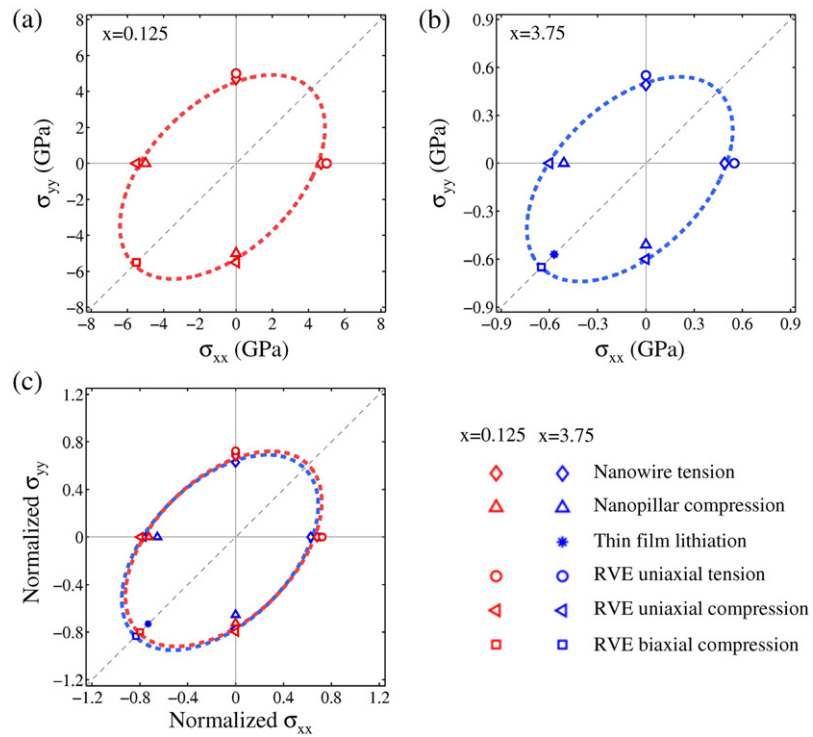 (a)
x=0.125
8
6
4
2
0
−2
−4
−6
−8
σyy (GPa)
−8 −6 −4 −2 0 2 4 6 8
σxx (GPa)
(b)
x=3.75
0.9
0.6
0.3
0
−0.3
−0.6
−0.9
σyy (GPa)
−0.9 −0.6 −0.3 0 0.3 0.6 0.9
σxx (GPa)
(c)
1.2
0.8
0.4
0
−0.4
−0.8
−1.2
Normalized σyy
−1.2 −0.8 −0.4 0 0.4 0.8 1.2
Normalized σxx
x=0.125 x=3.75
Nanowire tension
Nanopillar compression
Thin film lithiation
RVE uniaxial tension
RVE uniaxial compression
RVE biaxial compression